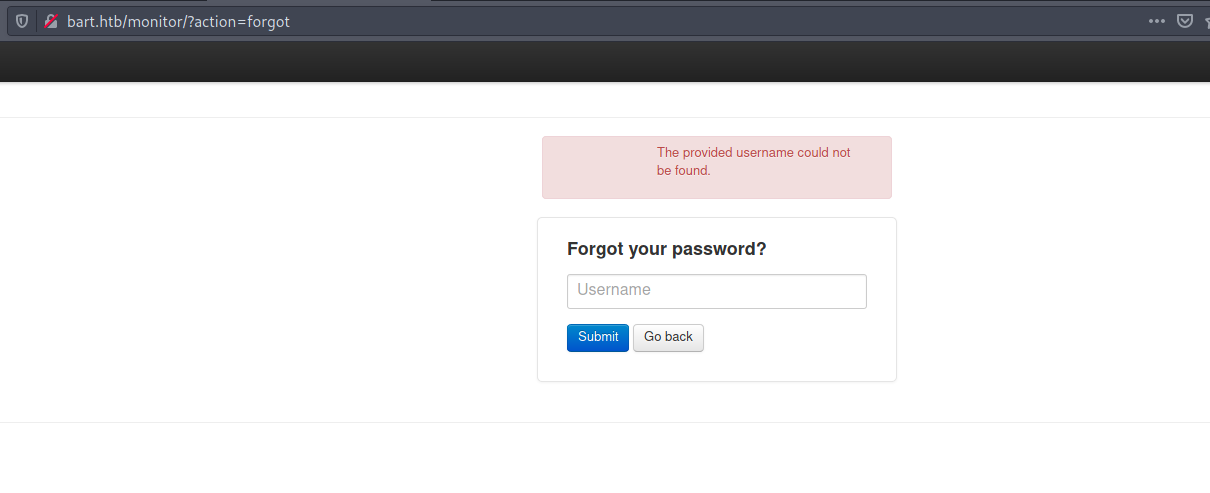 bart.htb/monitor/?action=forgot
The provided username could not
be found.
Forgot your password?
Username
Submit Go back